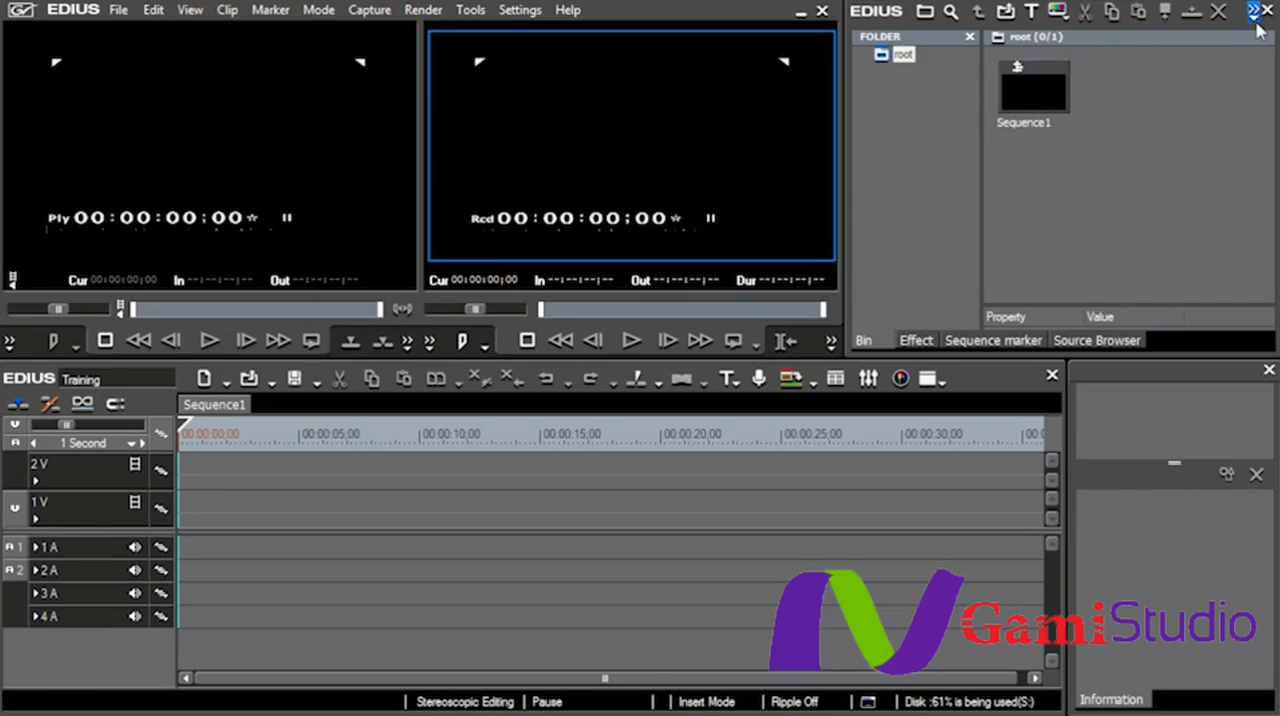 EDIUS File Edit View Clip Marker Mode Capture Render Tools Settings Help
EDIUS
FOLDER
root
root (0/1)
Sequence1
Ply 00:00:00;00
Rcd 00:00:00;00
Cur 00:00:00;00 In --:--:--;-- Out --:--:--;--
Cur 00:00:00;00 In --:--:--;-- Out --:--:--;-- Dur --:--:--;--
Property Value
Bin Effect Sequence marker Source Browser
EDIUS Training
Sequence1
V
A 1 Second
00:00:00;00 00:00:05;00 00:00:10;00 00:00:15;00 00:00:20;00 00:00:25;00 00:00:30;00 00:0
2 V
V 1 V
A 1 1 A
A 2 2 A
3 A
4 A
Gami Studio
Stereoscopic Editing Pause Insert Mode Ripple Off Disk :61% is being used(S:)
Information